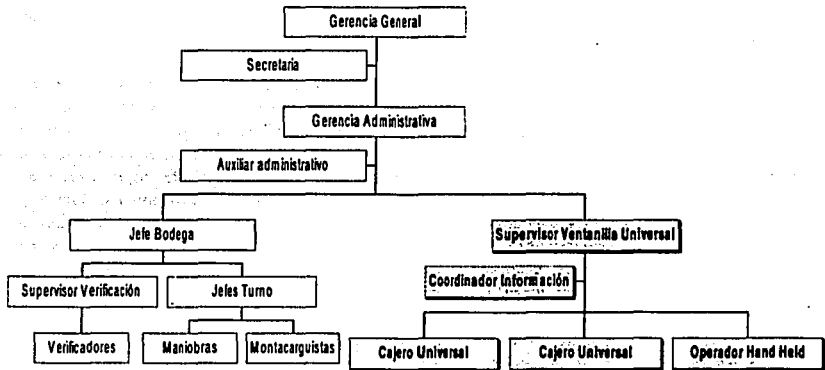 Gerencia General
Secretaria
Gerencia Administrativa
Auxiliar administrativo
Jefe Bodega
Supervisor Ventanilla Universal
Coordinador Información
Supervisor Verificación
Jefes Turno
Verificadores
Maniobras
Montacarguistas
Cajero Universal
Cajero Universal
Operador Hand Held